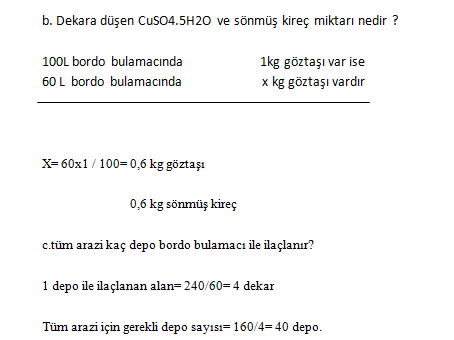 b. Dekara düşen CuSO4.5H2O ve sönmüş kireç miktarı nedir ?
100L bordo bulamacında 1kg göztaşı var ise
60 L bordo bulamacında x kg göztaşı vardır
X= 60x1 / 100= 0,6 kg göztaşı
0,6 kg sönmüş kireç
c.tüm arazi kaç depo bordo bulamacı ile ilaçlanır?
1 depo ile ilaçlanan alan= 240/60= 4 dekar
Tüm arazi için gerekli depo sayısı= 160/4= 40 depo.